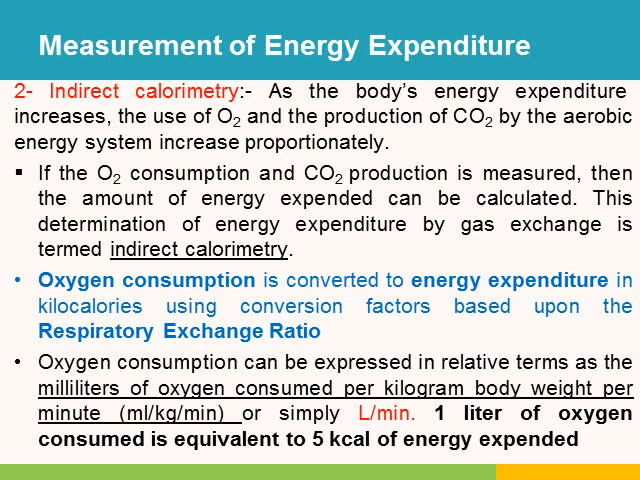 Measurement of Energy Expenditure
2- Indirect calorimetry:- As the body’s energy expenditure
increases, the use of O₂ and the production of CO₂ by the aerobic
energy system increase proportionately.
▪ If the O₂ consumption and CO₂ production is measured, then
the amount of energy expended can be calculated. This
determination of energy expenditure by gas exchange is
termed indirect calorimetry.
• Oxygen consumption is converted to energy expenditure in
kilocalories using conversion factors based upon the
Respiratory Exchange Ratio
• Oxygen consumption can be expressed in relative terms as the
milliliters of oxygen consumed per kilogram body weight per
minute (ml/kg/min) or simply L/min. 1 liter of oxygen
consumed is equivalent to 5 kcal of energy expended